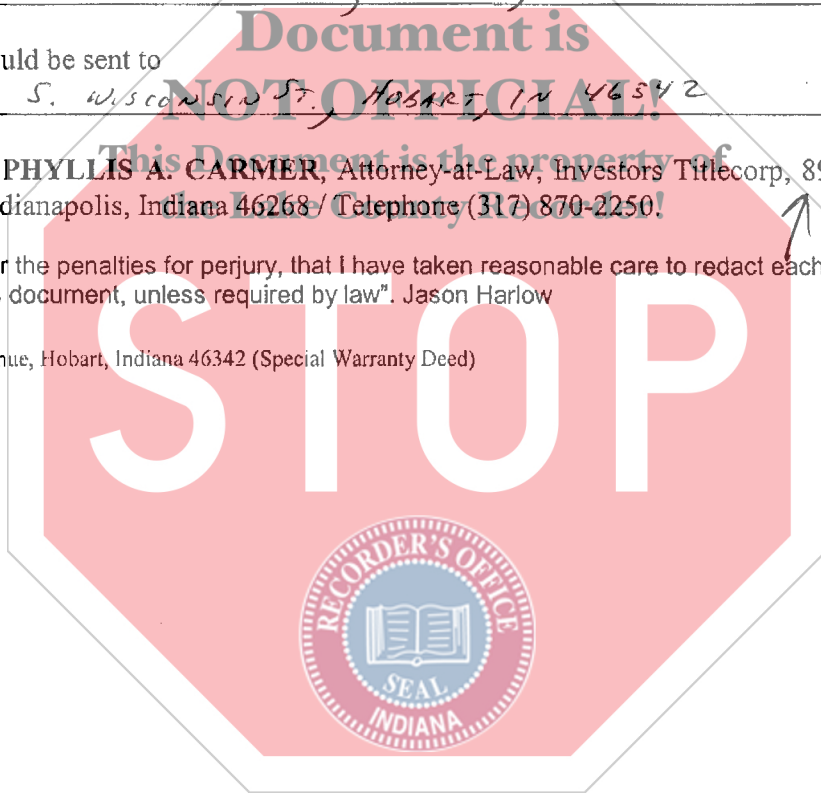 Document is
uld be sent to
NOT OFFICIAL!
S. WISCONSIN ST., HOBART, IN 46342
This Document is the property of
PHYLLIS A. CARMER, Attorney-at-Law, Investors Titlecorp, 89
dianapolis, Indiana 46268 / Telephone (317) 870-2250.
the Lake County Recorder!
r the penalties for perjury, that I have taken reasonable care to redact each
document, unless required by law". Jason Harlow
nue, Hobart, Indiana 46342 (Special Warranty Deed)
STOP
RECORDER'S OFFICE
SEAL
INDIANA